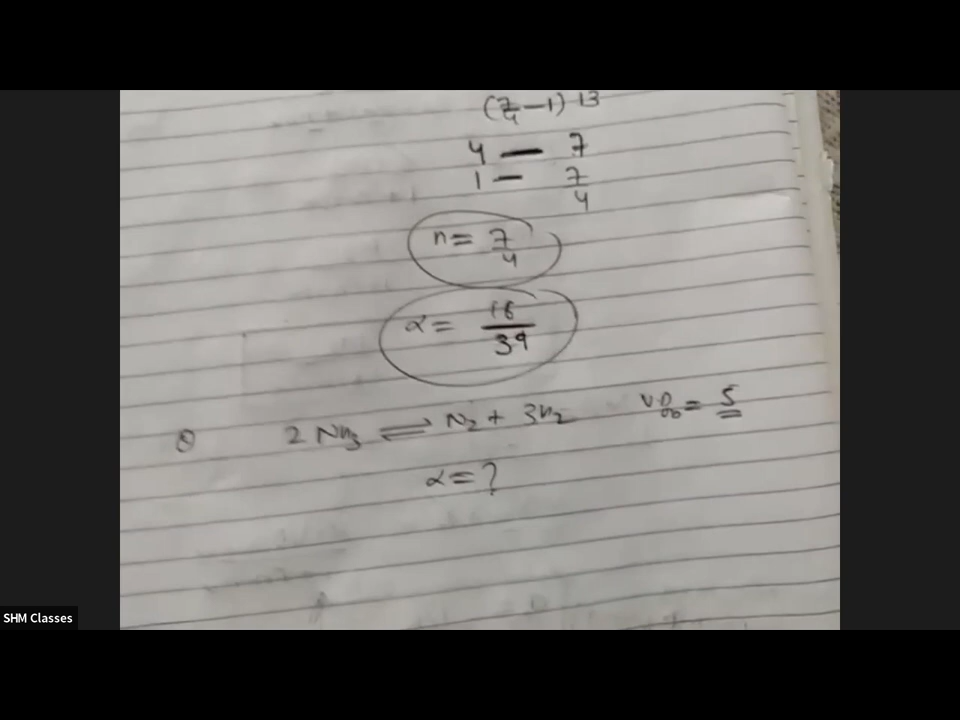 (7/4 - 1) 13
4 — 7
1 — 7/4
n = 7/4
α = 16/39
Q 2 NH3 ⇌ N2 + 3H2 VD∞ = 5
α = ?
SHM Classes